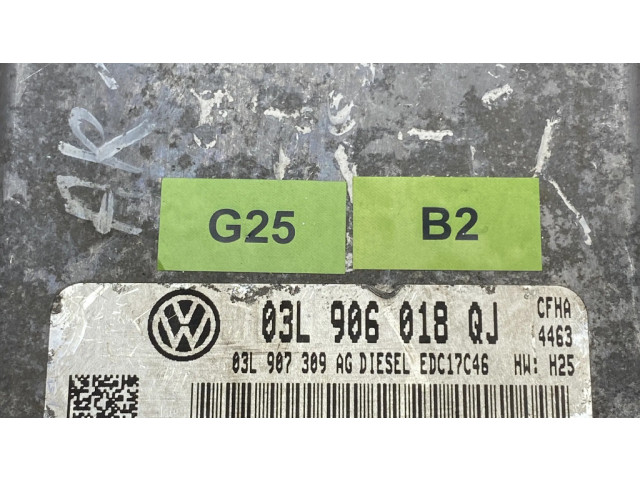 G25
B2
03L 906 018 QJ
CFHA
4463
03L 907 309 AG DIESEL EDC17C46 HW: H25